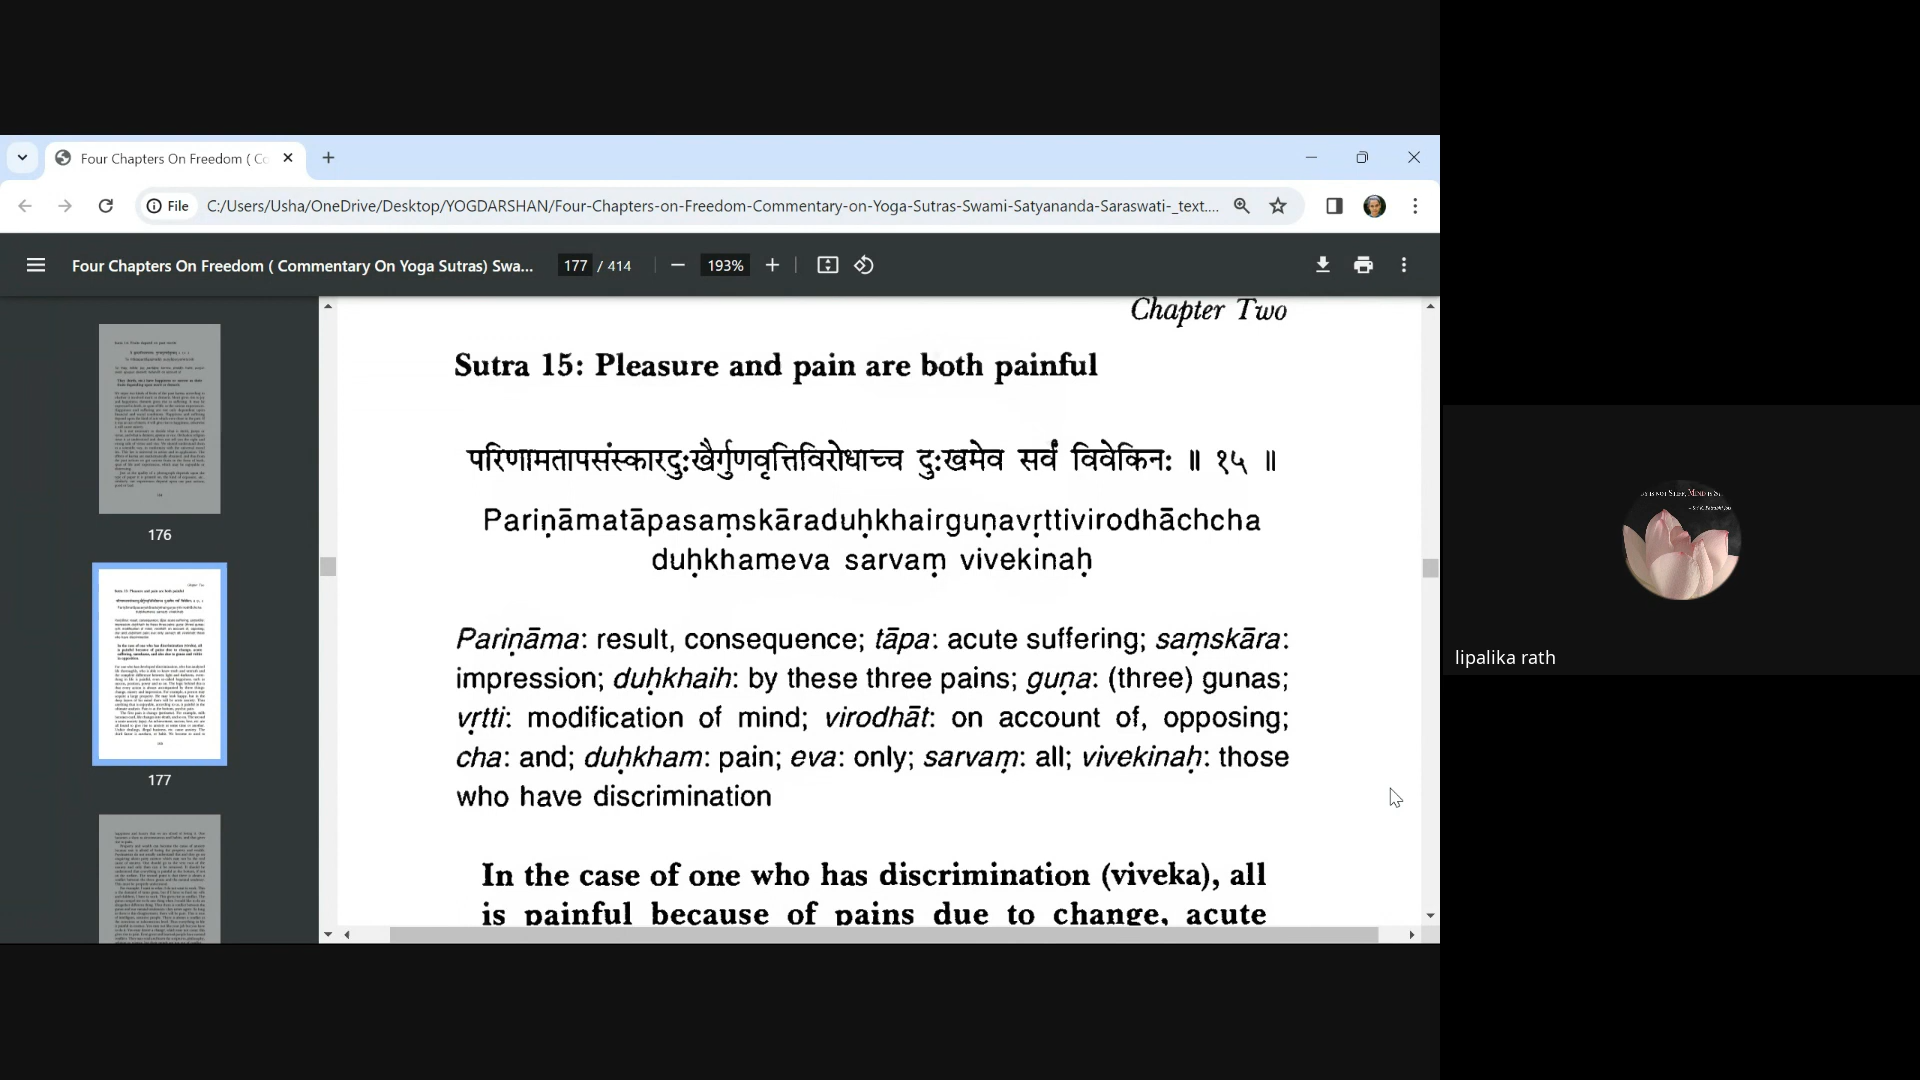 Four Chapters On Freedom ( Co
File
C:/Users/Usha/OneDrive/Desktop/YOGDARSHAN/Four-Chapters-on-Freedom-Commentary-on-Yoga-Sutras-Swami-Satyananda-Saraswati-_text....
Four Chapters On Freedom ( Commentary On Yoga Sutras) Swa...
177 / 414
193%
176
177
Chapter Two
Sutra 15: Pleasure and pain are both painful
परिणामतापसंस्कारदुःखैर्गुणवृत्तिविरोधाच्च दुःखमेव सर्वं विवेकिनः ॥ १५ ॥
Pariṇāmatāpasaṃskāraduḥkhairguṇavṛttivirodhāchcha
duḥkhameva sarvaṃ vivekinaḥ
Pariṇāma: result, consequence; tāpa: acute suffering; saṃskāra:
impression; duḥkhaih: by these three pains; guṇa: (three) gunas;
vṛtti: modification of mind; virodhāt: on account of, opposing;
cha: and; duḥkham: pain; eva: only; sarvaṃ: all; vivekinaḥ: those
who have discrimination
In the case of one who has discrimination (viveka), all
is painful because of pains due to change, acute
lipalika rath